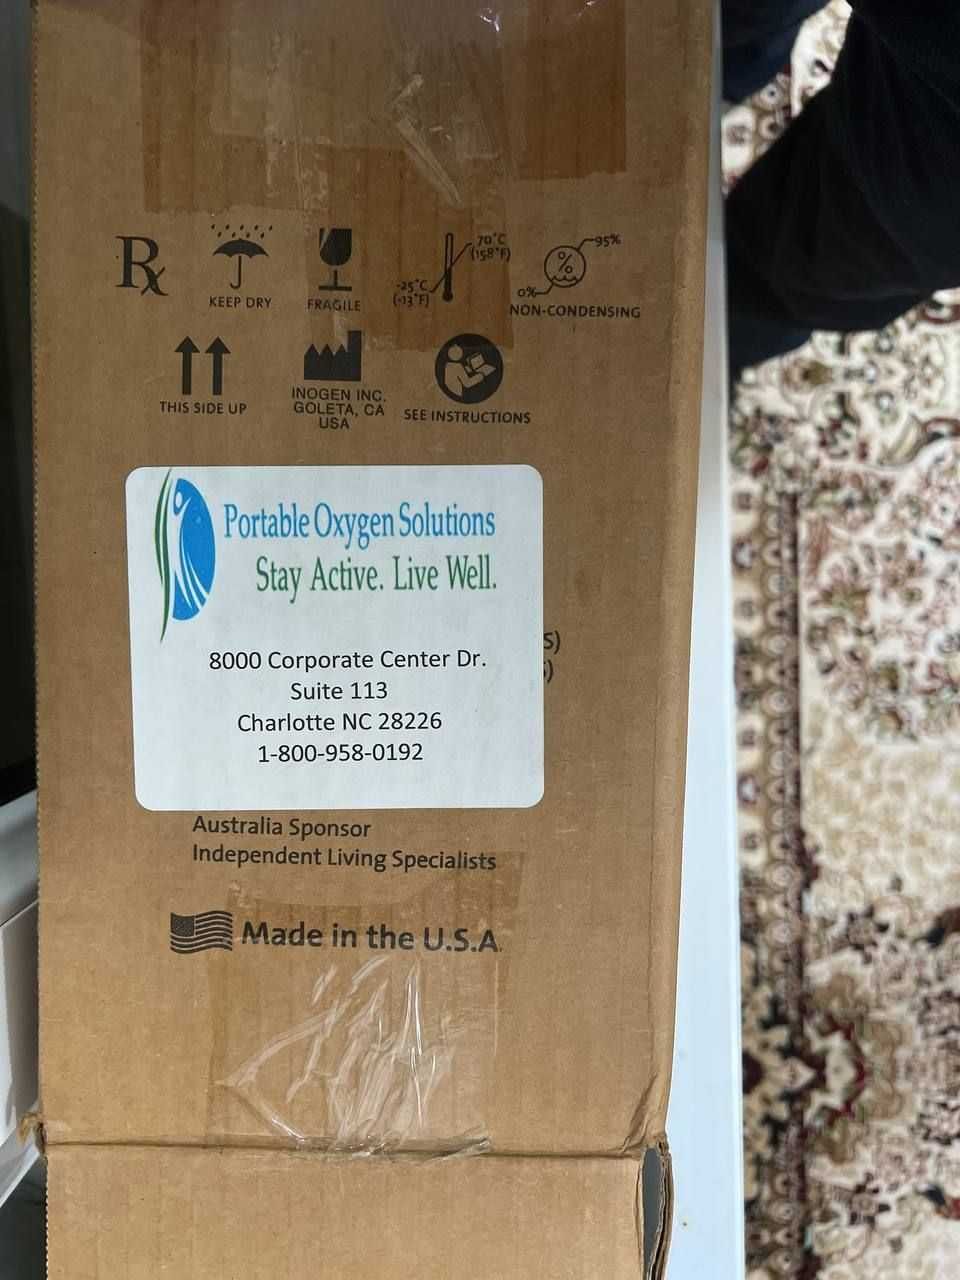 Rx
KEEP DRY
FRAGILE
-25°C
(-13°F)
70°C
(158°F)
0%
%
95%
NON-CONDENSING
THIS SIDE UP
INOGEN INC.
GOLETA, CA
USA
SEE INSTRUCTIONS
Portable Oxygen Solutions
Stay Active. Live Well.
8000 Corporate Center Dr.
Suite 113
Charlotte NC 28226
1-800-958-0192
Australia Sponsor
Independent Living Specialists
Made in the U.S.A.